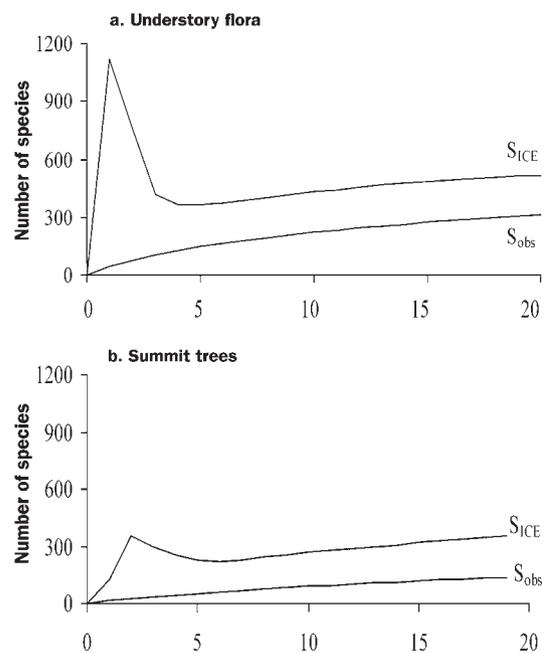 a. Understory flora
1200
900
600
300
0
Number of species
S_ICE
S_obs
0 5 10 15 20
b. Summit trees
1200
900
600
300
0
Number of species
S_ICE
S_obs
0 5 10 15 20